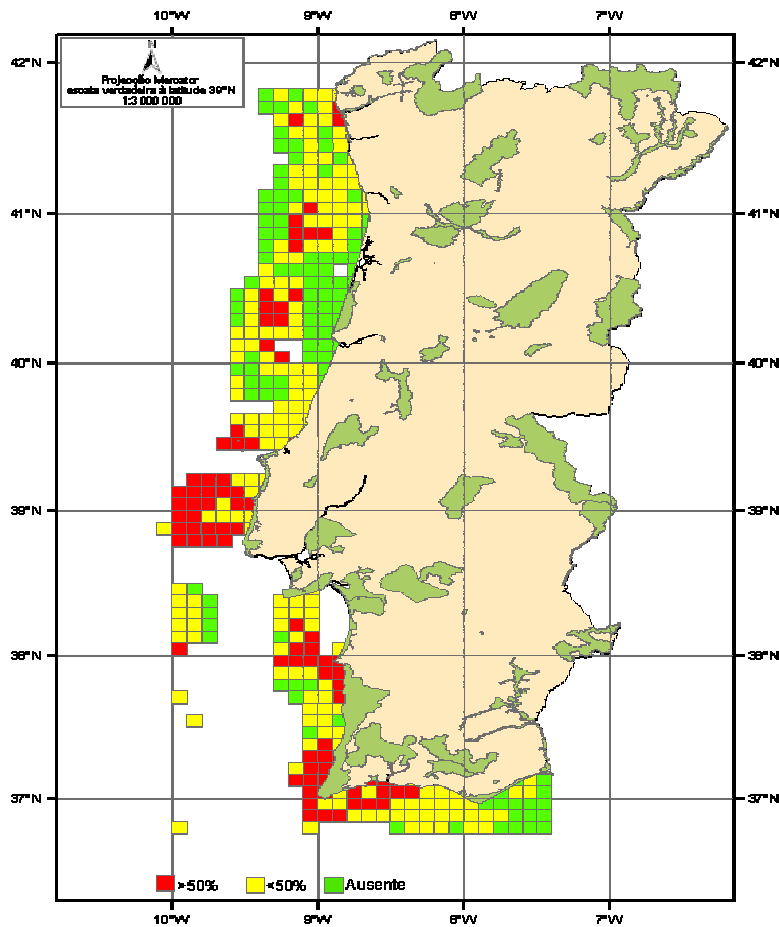 10°W 9°W 8°W 7°W
N
Projecção Mercator
escala verdadeira à latitude 39°N
1:3 000 000
42°N 42°N
41°N 41°N
40°N 40°N
39°N 39°N
38°N 38°N
37°N 37°N
>50% <50% Ausente
10°W 9°W 8°W 7°W